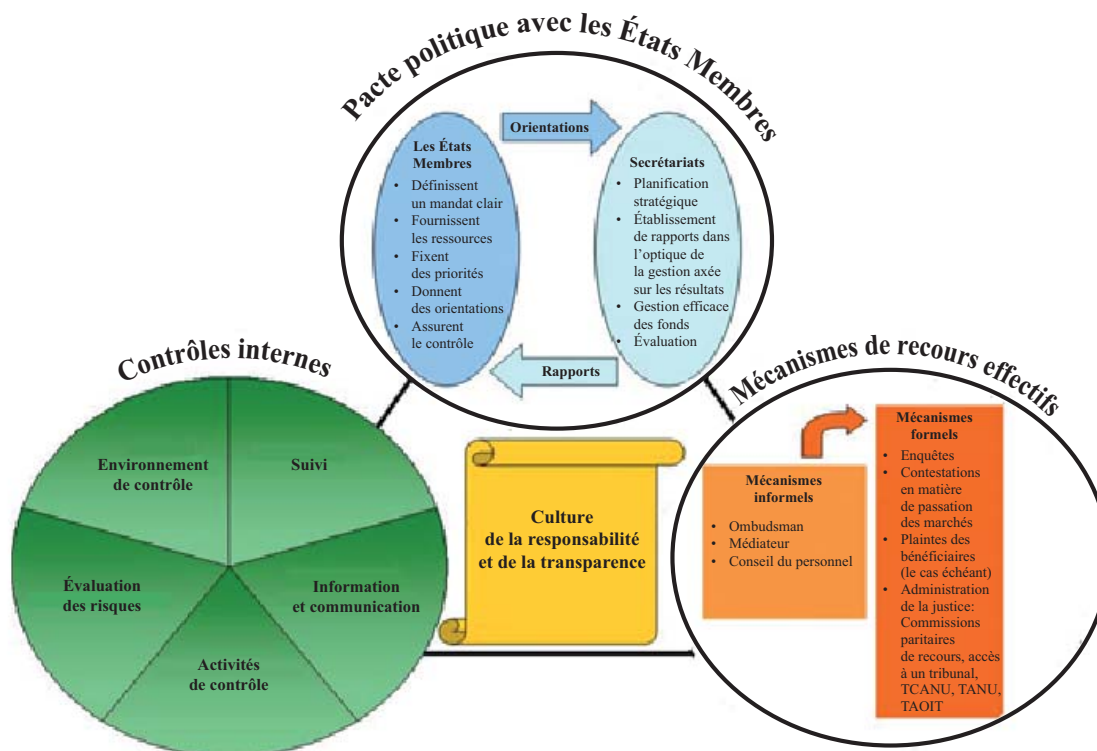 Pacte politique avec les États Membres
Orientations
Les États
Membres
• Définissent
un mandat clair
• Fournissent
les ressources
• Fixent
des priorités
• Donnent
des orientations
• Assurent
le contrôle
Secrétariats
• Planification
stratégique
• Établissement
de rapports dans
l'optique de
la gestion axée
sur les résultats
• Gestion efficace
des fonds
• Évaluation
Rapports
Contrôles internes
Environnement
de contrôle
Suivi
Évaluation
des risques
Information
et communication
Activités
de contrôle
Culture
de la responsabilité
et de la transparence
Mécanismes de recours effectifs
Mécanismes
informels
• Ombudsman
• Médiateur
• Conseil du personnel
Mécanismes
formels
• Enquêtes
• Contestations
en matière
de passation
des marchés
• Plaintes des
bénéficiaires
(le cas échéant)
• Administration
de la justice:
Commissions
paritaires
de recours, accès
à un tribunal,
TCANU, TANU,
TAOIT